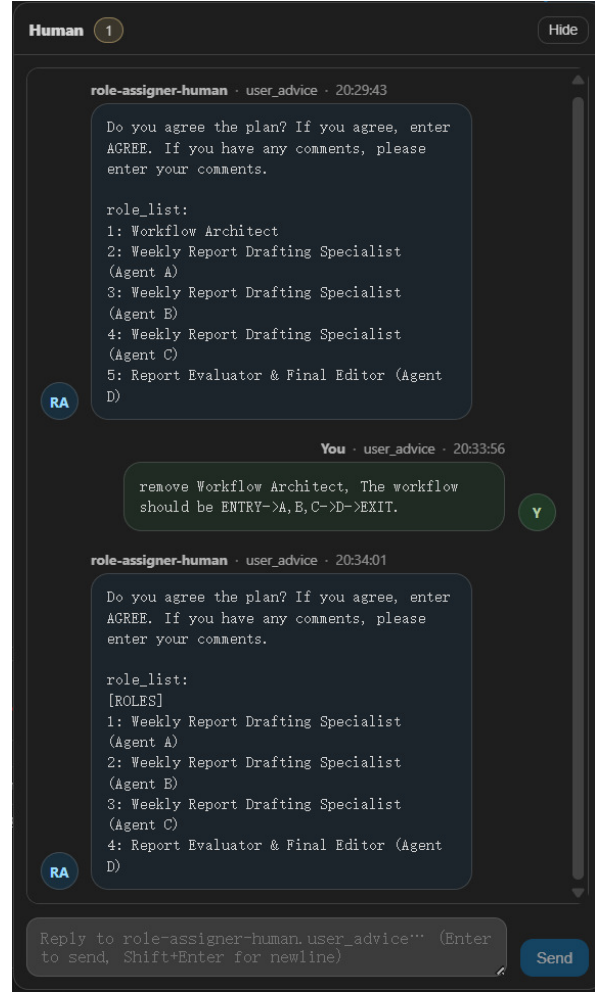 Human 1 Hide
role-assigner-human · user_advice · 20:29:43
Do you agree the plan? If you agree, enter
AGREE. If you have any comments, please
enter your comments.
role_list:
1: Workflow Architect
2: Weekly Report Drafting Specialist
(Agent A)
3: Weekly Report Drafting Specialist
(Agent B)
4: Weekly Report Drafting Specialist
(Agent C)
5: Report Evaluator & Final Editor (Agent
D)
RA
You · user_advice · 20:33:56
remove Workflow Architect, The workflow
should be ENTRY->A,B,C->D->EXIT.
Y
role-assigner-human · user_advice · 20:34:01
Do you agree the plan? If you agree, enter
AGREE. If you have any comments, please
enter your comments.
role_list:
[ROLES]
1: Weekly Report Drafting Specialist
(Agent A)
2: Weekly Report Drafting Specialist
(Agent B)
3: Weekly Report Drafting Specialist
(Agent C)
4: Report Evaluator & Final Editor (Agent
D)
RA
Reply to role-assigner-human.user_advice… (Enter
to send, Shift+Enter for newline)
Send